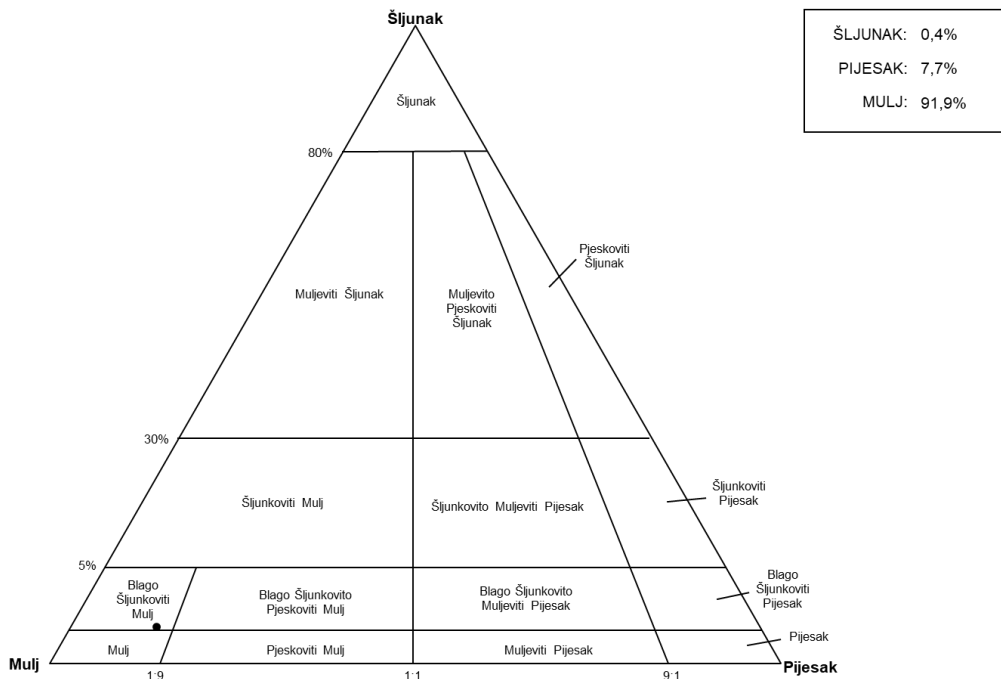 Šljunak
ŠLJUNAK: 0,4%
PIJESAK: 7,7%
MULJ: 91,9%
Šljunak
80%
Pjeskoviti
Šljunak
Muljeviti Šljunak
Muljevito
Pjeskoviti
Šljunak
30%
Šljunkoviti Mulj
Šljunkovito Muljeviti Pijesak
Šljunkoviti
Pijesak
5%
Blago
Šljunkoviti
Mulj
Blago Šljunkovito
Pjeskoviti Mulj
Blago Šljunkovito
Muljeviti Pijesak
Blago
Šljunkoviti
Pijesak
Mulj
Pjeskoviti Mulj
Muljeviti Pijesak
Pijesak
Mulj
Pijesak
1:9
1:1
9:1